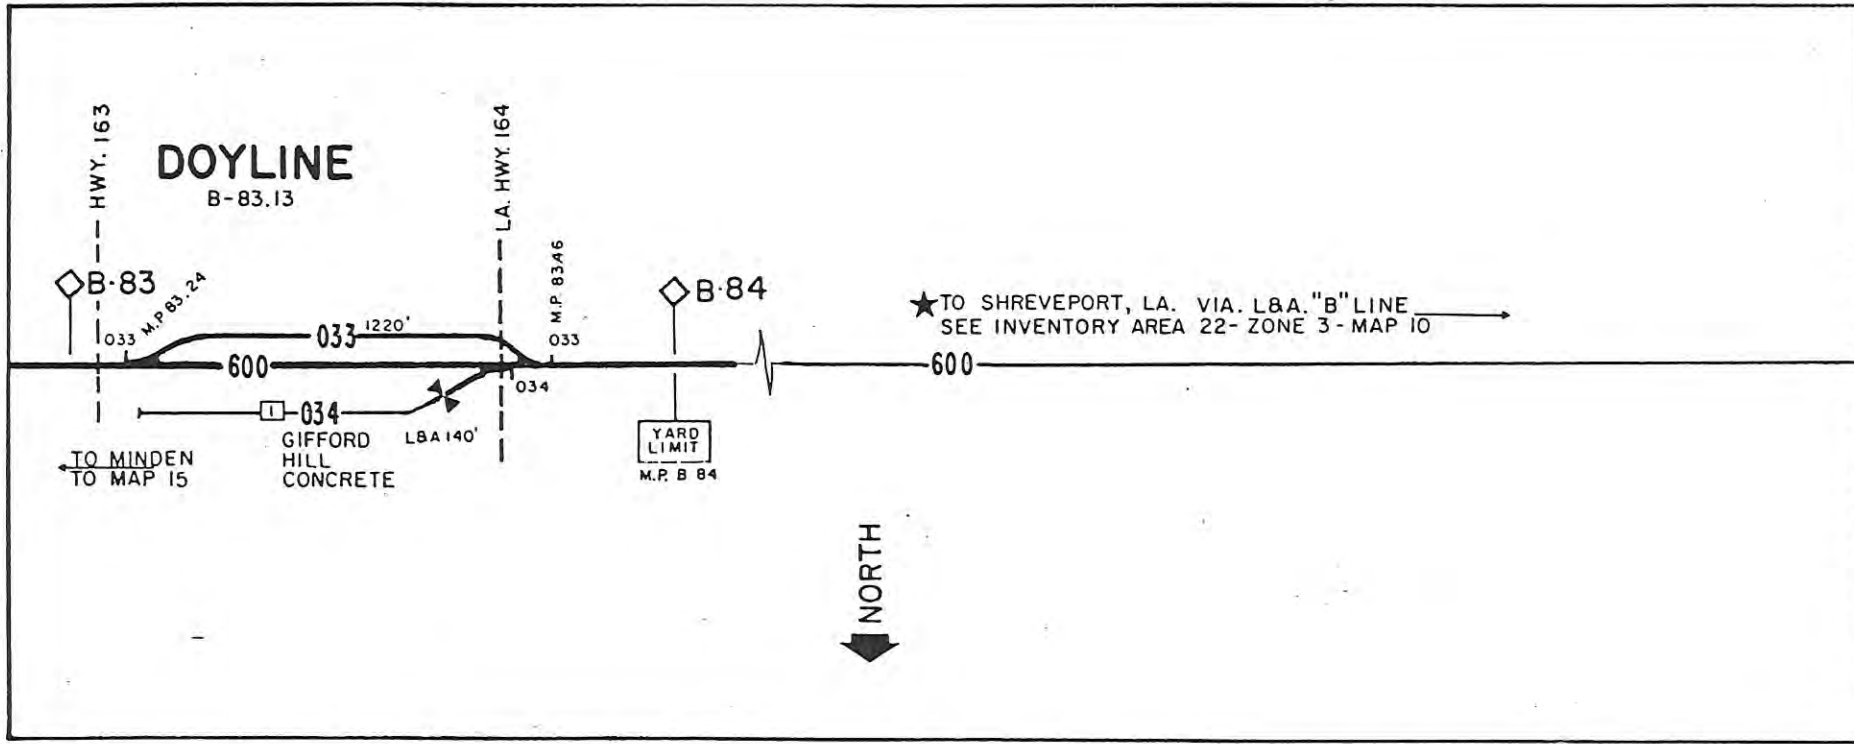 HWY. 163
DOYLINE
B-83.13
LA. HWY. 164
B-83
M.P. 83.24
M.P. 83.46
B-84
033
033 1220'
033
★TO SHREVEPORT, LA. VIA. L&A. "B" LINE
SEE INVENTORY AREA 22- ZONE 3 - MAP 10
600
600
034
1 034
GIFFORD
HILL
CONCRETE
L&A 140'
YARD
LIMIT
M.P. B 84
TO MINDEN
TO MAP 15
NORTH